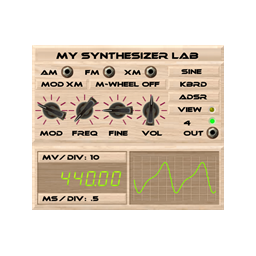 MY SYNTHESIZER LAB
AM FM XM SINE
MOD XM M-WHEEL OFF KBRD
ADSR
VIEW
4
MOD FREQ FINE VOL OUT
MV/DIV: 10
440.00
MS/DIV: .5